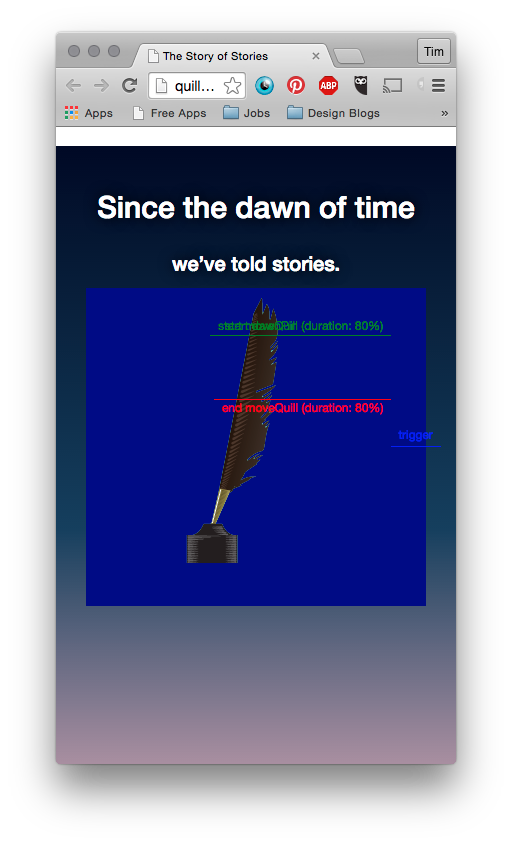 The Story of Stories
Tim
quill...
ABP
Apps
Free Apps
Jobs
Design Blogs
»
Since the dawn of time
we've told stories.
moveQuill (duration: 80%)
end moveQuill (duration: 80%)
trigger